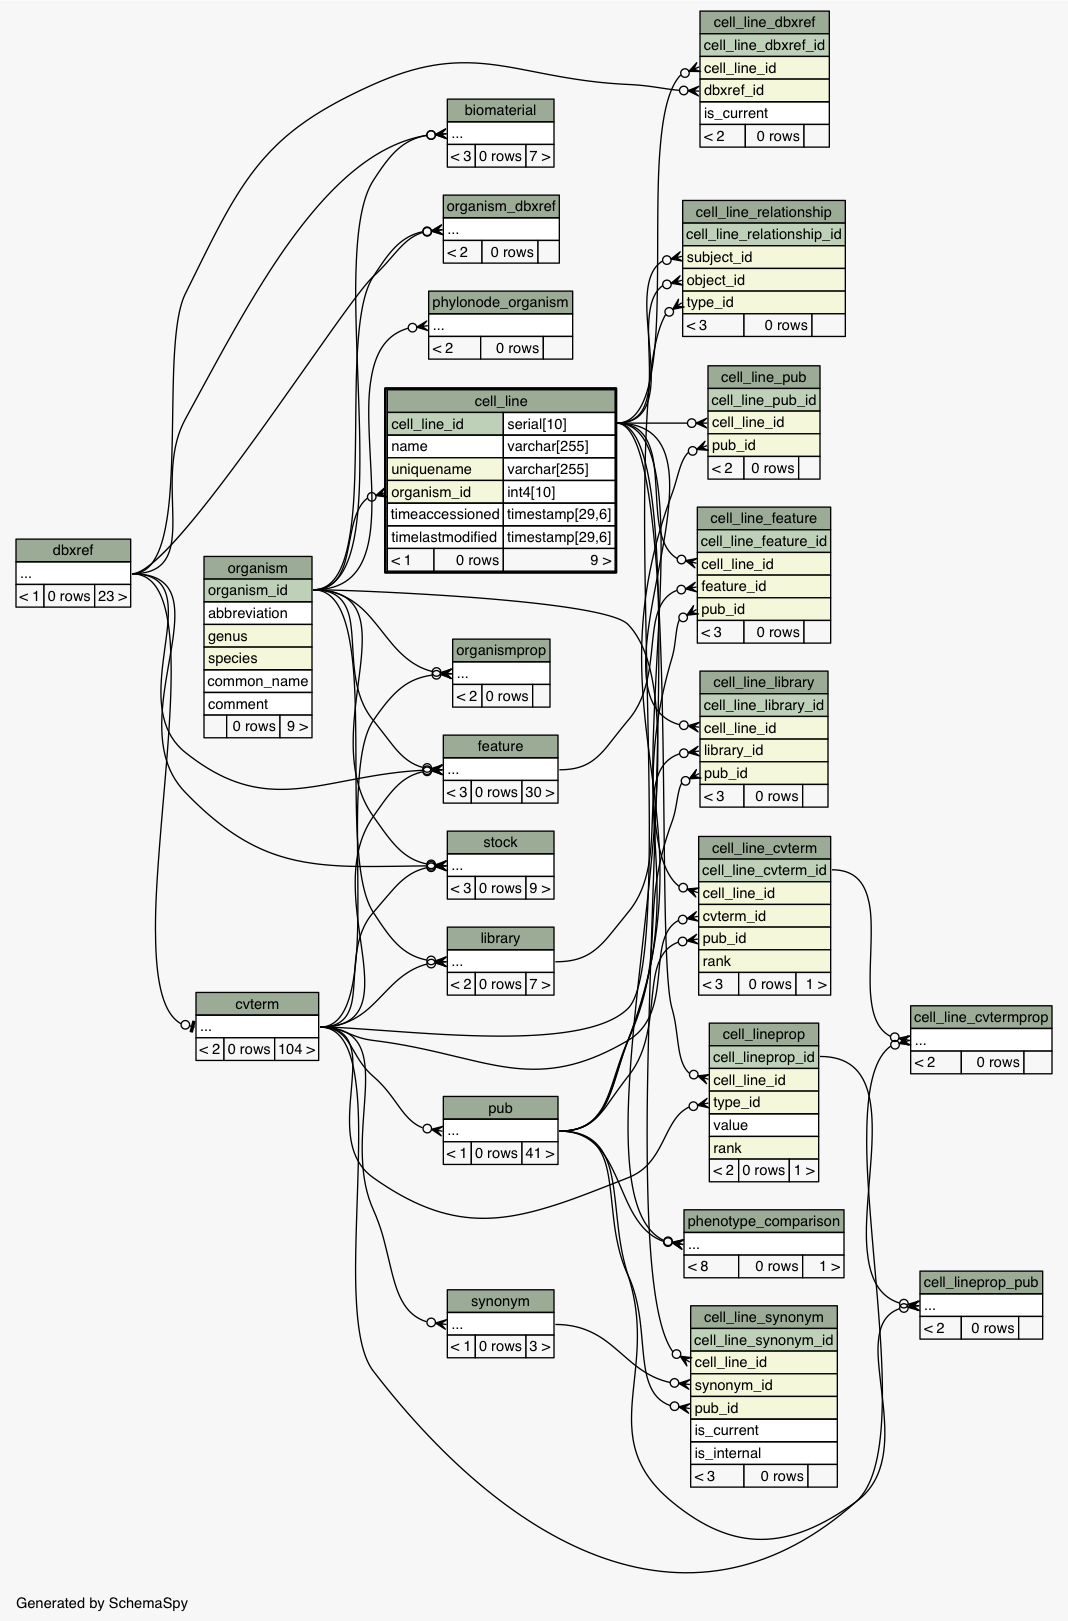 cell_line_dbxref
cell_line_dbxref_id
cell_line_id
dbxref_id
is_current
< 2 0 rows
biomaterial
...
< 3 0 rows 7 >
organism_dbxref
...
< 2 0 rows
cell_line_relationship
cell_line_relationship_id
subject_id
object_id
type_id
< 3 0 rows
phylonode_organism
...
< 2 0 rows
cell_line_pub
cell_line_pub_id
cell_line_id
pub_id
< 2 0 rows
cell_line
cell_line_id serial[10]
name varchar[255]
uniquename varchar[255]
organism_id int4[10]
timeaccessioned timestamp[29,6]
timelastmodified timestamp[29,6]
< 1 0 rows 9 >
cell_line_feature
cell_line_feature_id
cell_line_id
feature_id
pub_id
< 3 0 rows
dbxref
...
< 1 0 rows 23 >
organism
organism_id
abbreviation
genus
species
common_name
comment
0 rows 9 >
organismprop
...
< 2 0 rows
cell_line_library
cell_line_library_id
cell_line_id
library_id
pub_id
< 3 0 rows
feature
...
< 3 0 rows 30 >
stock
...
< 3 0 rows 9 >
cell_line_cvterm
cell_line_cvterm_id
cell_line_id
cvterm_id
pub_id
rank
< 3 0 rows 1 >
library
...
< 2 0 rows 7 >
cvterm
...
< 2 0 rows 104 >
cell_line_cvtermprop
...
< 2 0 rows
cell_lineprop
cell_lineprop_id
cell_line_id
type_id
value
rank
< 2 0 rows 1 >
pub
...
< 1 0 rows 41 >
phenotype_comparison
...
< 8 0 rows 1 >
cell_lineprop_pub
...
< 2 0 rows
synonym
...
< 1 0 rows 3 >
cell_line_synonym
cell_line_synonym_id
cell_line_id
synonym_id
pub_id
is_current
is_internal
< 3 0 rows
Generated by SchemaSpy